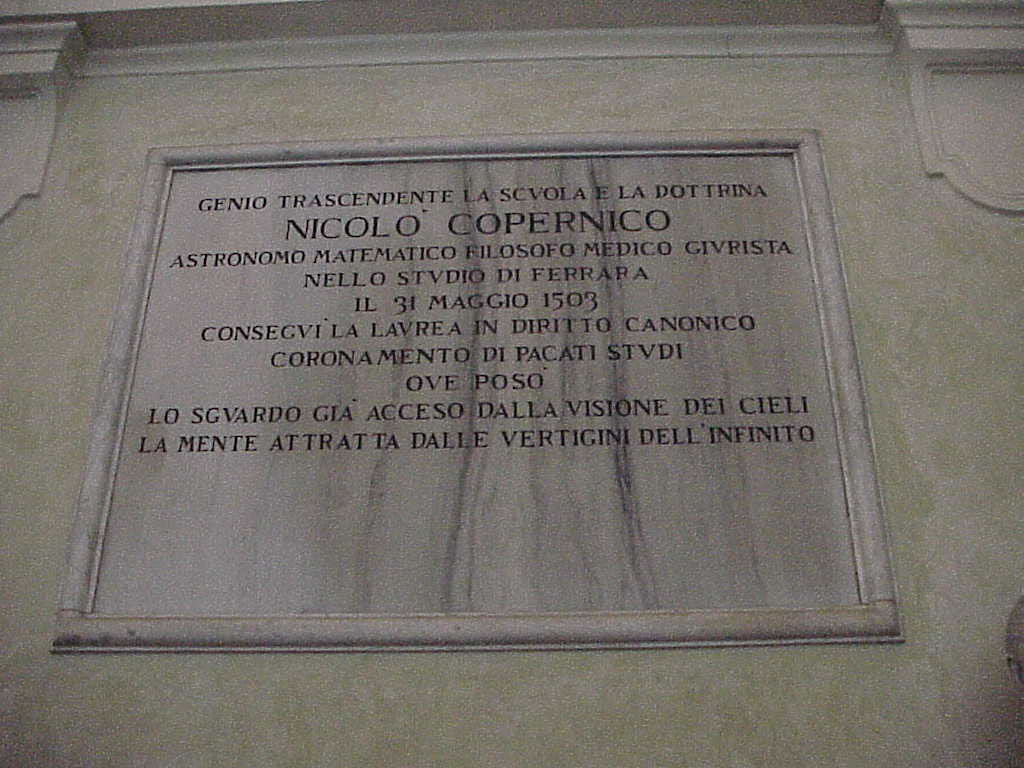 GENIO TRASCENDENTE LA SCVOLA E LA DOTTRINA
NICOLO' COPERNICO
ASTRONOMO MATEMATICO FILOSOFO MEDICO GIVRISTA
NELLO STVDIO DI FERRARA
IL 31 MAGGIO 1503
CONSEGVI' LA LAVREA IN DIRITTO CANONICO
CORONAMENTO DI PACATI STVDI
OVE POSO'
LO SGVARDO GIA' ACCESO DALLA VISIONE DEI CIELI
LA MENTE ATTRATTA DALLE VERTIGINI DELL'INFINITO